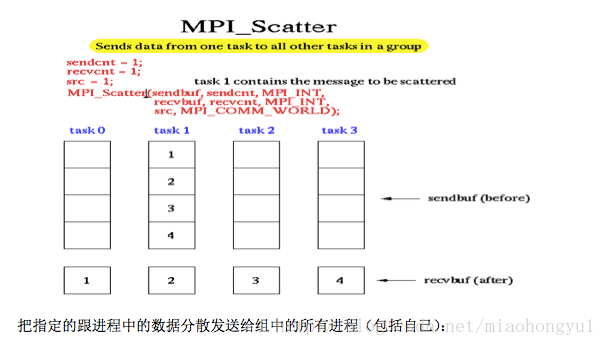 MPI_Scatter
Sends data from one task to all other tasks in a group
sendcnt = 1;
recvcnt = 1;
src = 1; task 1 contains the message to be scattered
MPI_Scatter(sendbuf, sendcnt, MPI_INT,
recvbuf, recvcnt, MPI_INT,
src, MPI_COMM_WORLD);
task 0 task 1 task 2 task 3
1
2
sendbuf (before)
3
4
1 2 3 4 recvbuf (after)
把指定的跟进程中的数据分散发送给组中的所有进程（包括自己）：
net/miaohongyu1